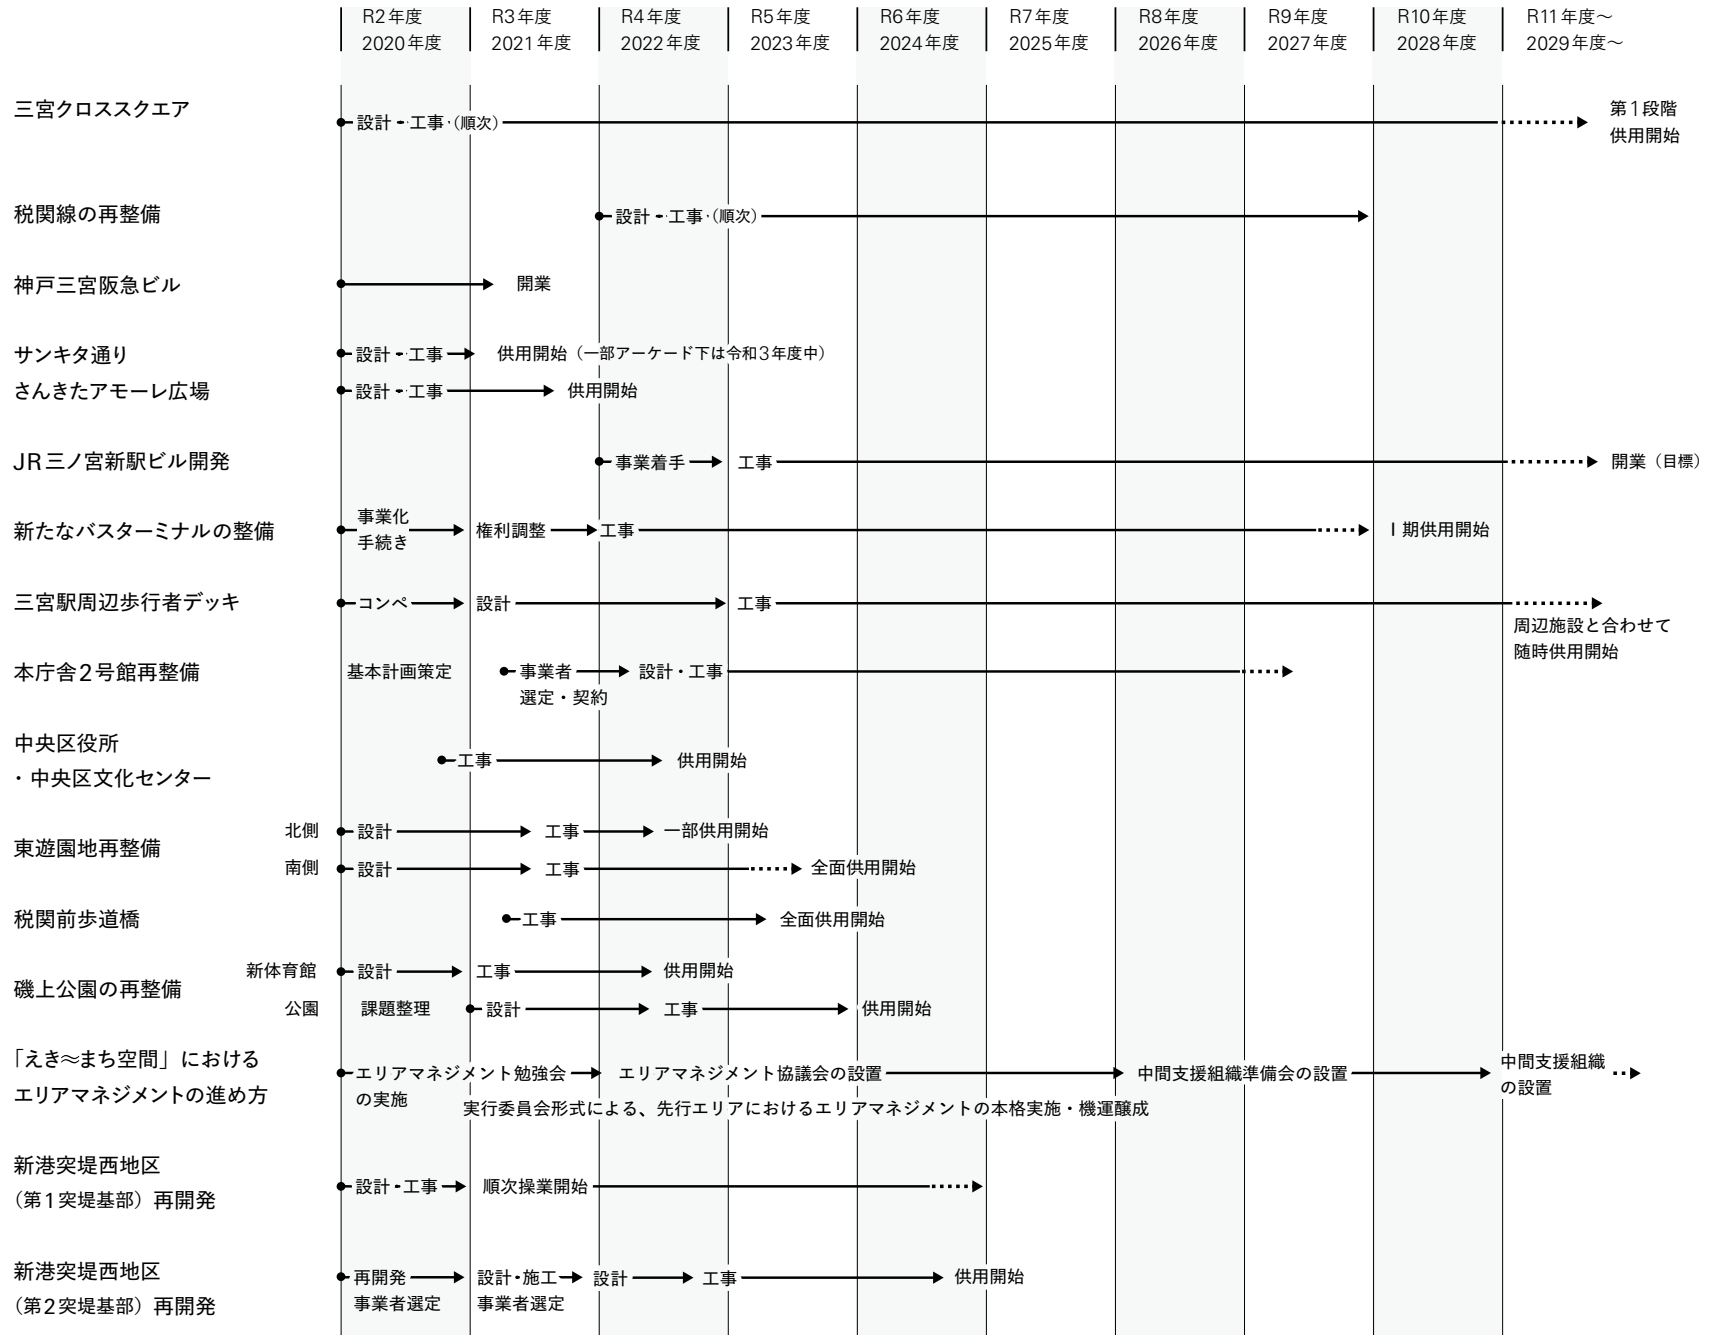 R2年度 R3年度 R4年度 R5年度 R6年度 R7年度 R8年度 R9年度 R10年度 R11年度～
2020年度 2021年度 2022年度 2023年度 2024年度 2025年度 2026年度 2027年度 2028年度 2029年度～
三宮クロススクエア
設計・工事（順次）
第1段階
供用開始
税関線の再整備
設計・工事（順次）
神戸三宮阪急ビル
開業
サンキタ通り
設計・工事
供用開始（一部アーケード下は令和3年度中）
さんきたアモーレ広場
設計・工事
供用開始
JR三ノ宮新駅ビル開発
事業着手
工事
開業（目標）
新たなバスターミナルの整備
事業化
手続き
権利調整
工事
Ⅰ期供用開始
三宮駅周辺歩行者デッキ
コンペ
設計
工事
周辺施設と合わせて
随時供用開始
本庁舎2号館再整備
基本計画策定
事業者
選定・契約
設計・工事
中央区役所
・中央区文化センター
工事
供用開始
東遊園地再整備
北側
設計
工事
一部供用開始
南側
設計
工事
全面供用開始
税関前歩道橋
工事
全面供用開始
磯上公園の再整備
新体育館
設計
工事
供用開始
公園
課題整理
設計
工事
供用開始
「えき≈まち空間」における
エリアマネジメントの進め方
エリアマネジメント勉強会
の実施
エリアマネジメント協議会の設置
中間支援組織準備会の設置
中間支援組織
の設置
実行委員会形式による、先行エリアにおけるエリアマネジメントの本格実施・機運醸成
新港突堤西地区
（第1突堤基部）再開発
設計・工事
順次操業開始
新港突堤西地区
（第2突堤基部）再開発
再開発
事業者選定
設計・施工
事業者選定
設計
工事
供用開始